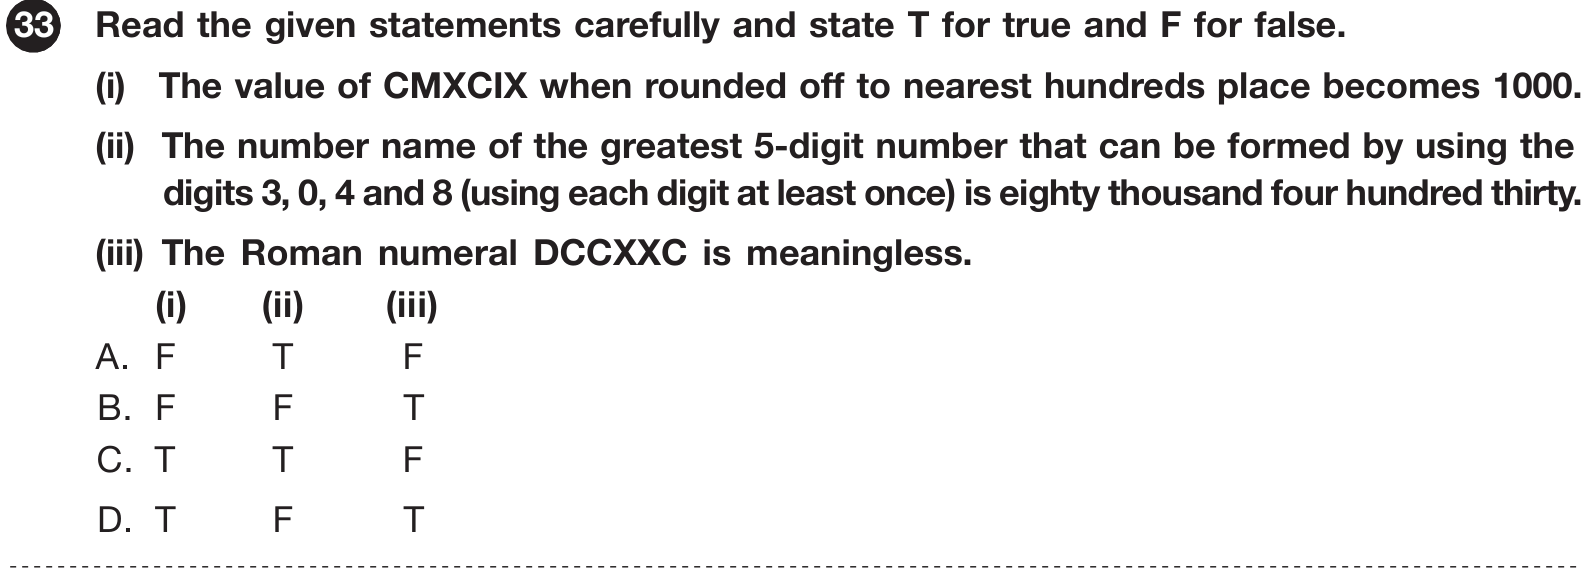 33 Read the given statements carefully and state T for true and F for false.
(i) The value of CMXCIX when rounded off to nearest hundreds place becomes 1000.
(ii) The number name of the greatest 5-digit number that can be formed by using the
digits 3, 0, 4 and 8 (using each digit at least once) is eighty thousand four hundred thirty.
(iii) The Roman numeral DCCXXC is meaningless.
(i) (ii) (iii)
A. F T F
B. F F T
C. T T F
D. T F T